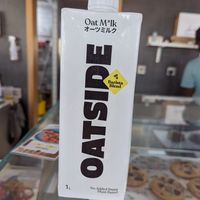 Oat M*lk
オーツミルク
OATSIDE
Barista
Blend
1L
No Added Sugar
Plant-Based